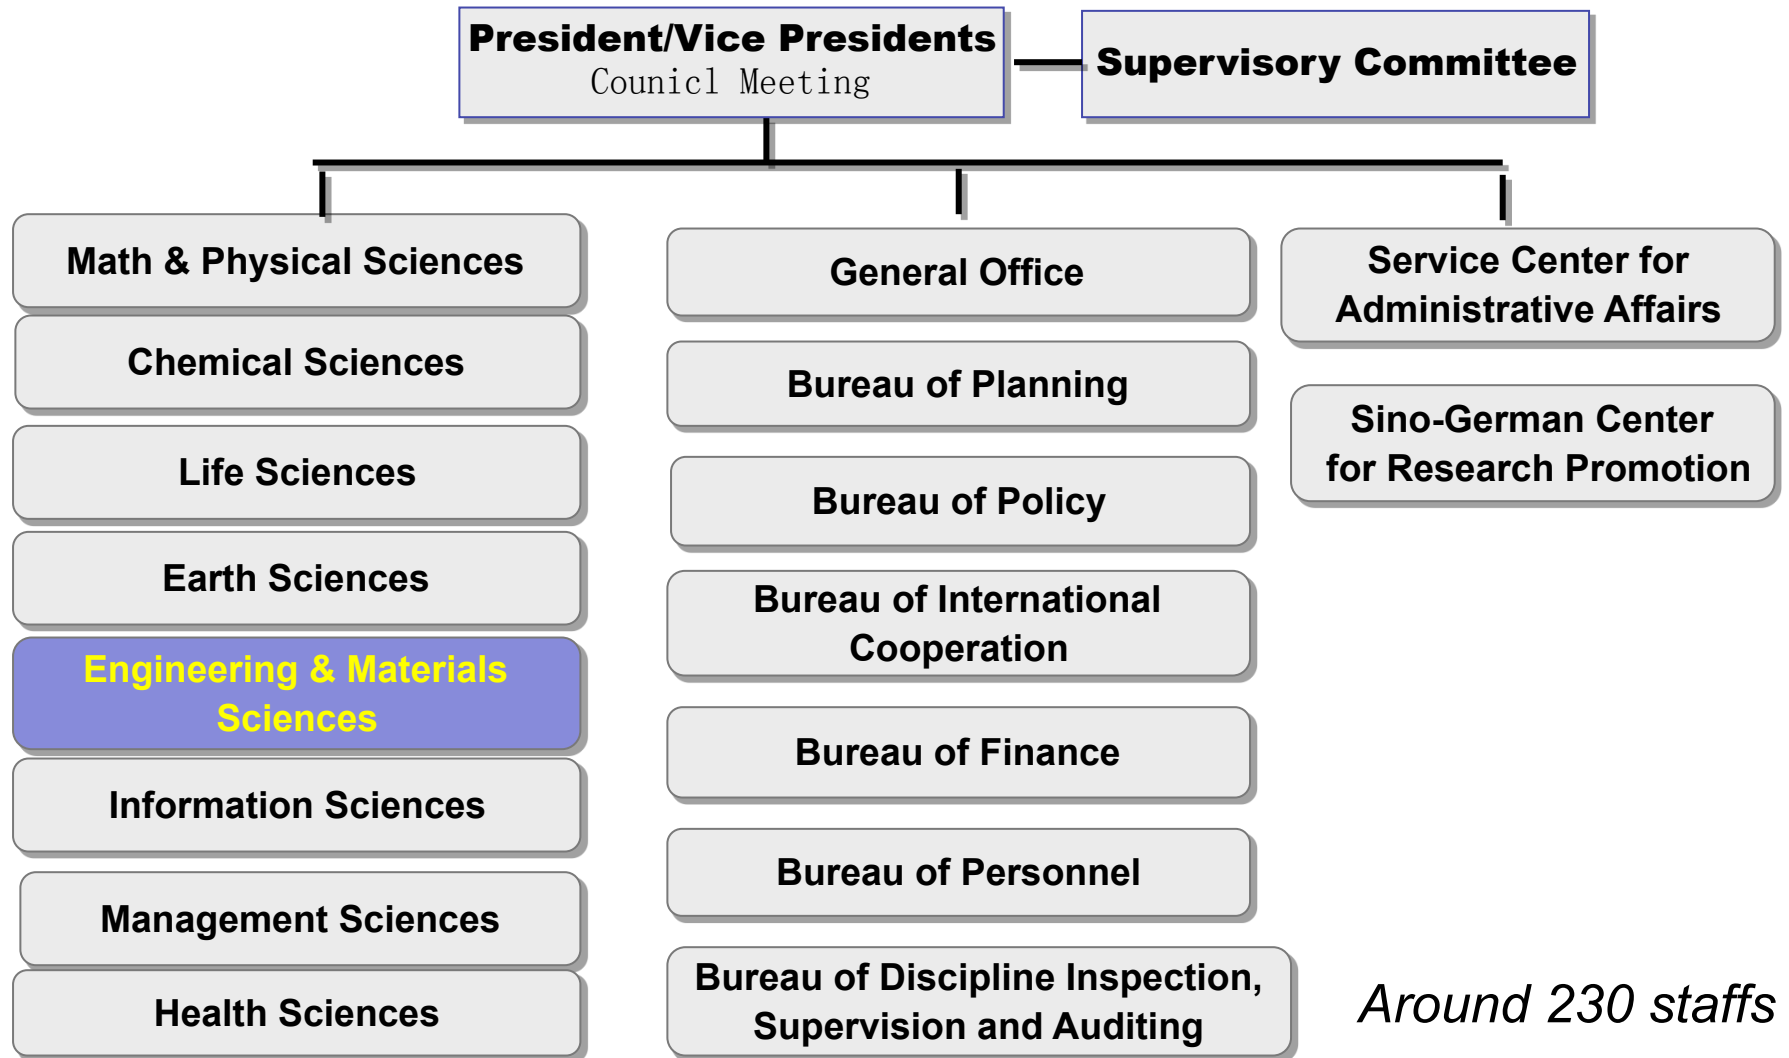 President/Vice Presidents
Counicl Meeting
Supervisory Committee
Math & Physical Sciences
Chemical Sciences
Life Sciences
Earth Sciences
Engineering & Materials
Sciences
Information Sciences
Management Sciences
Health Sciences
General Office
Bureau of Planning
Bureau of Policy
Bureau of International
Cooperation
Bureau of Finance
Bureau of Personnel
Bureau of Discipline Inspection,
Supervision and Auditing
Service Center for
Administrative Affairs
Sino-German Center
for Research Promotion
Around 230 staffs